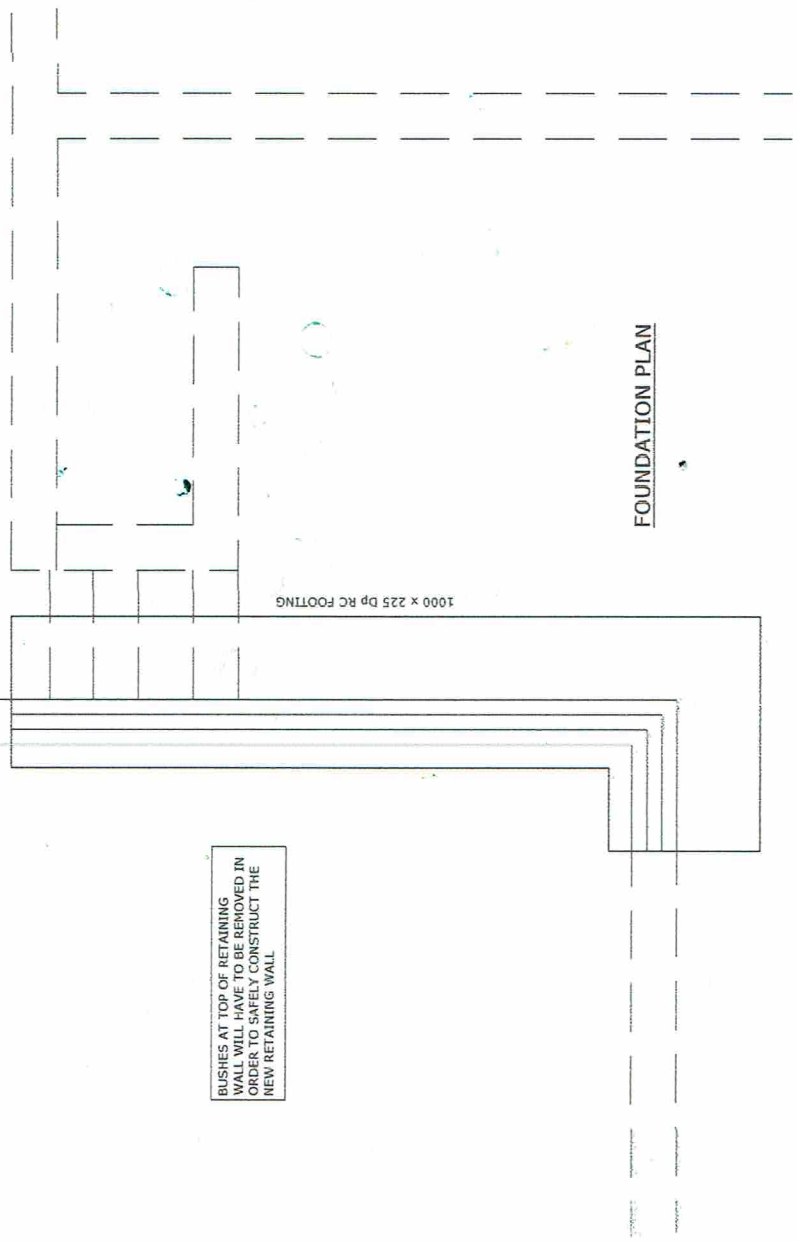 1000 x 225 Dp RC FOOTING
FOUNDATION PLAN
BUSHES AT TOP OF RETAINING
WALL WILL HAVE TO BE REMOVED IN
ORDER TO SAFELY CONSTRUCT THE
NEW RETAINING WALL